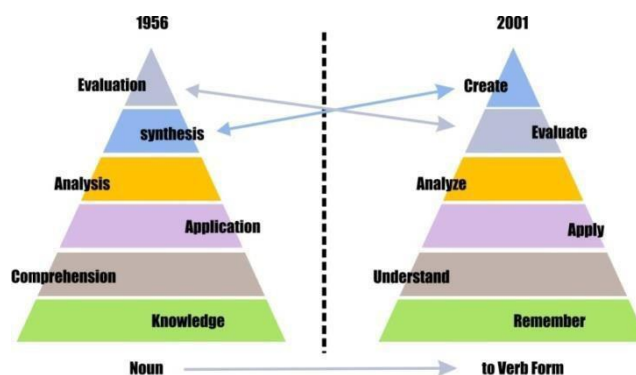 1956
2001
Evaluation
Create
synthesis
Evaluate
Analysis
Analyze
Application
Apply
Comprehension
Understand
Knowledge
Remember
Noun
to Verb Form